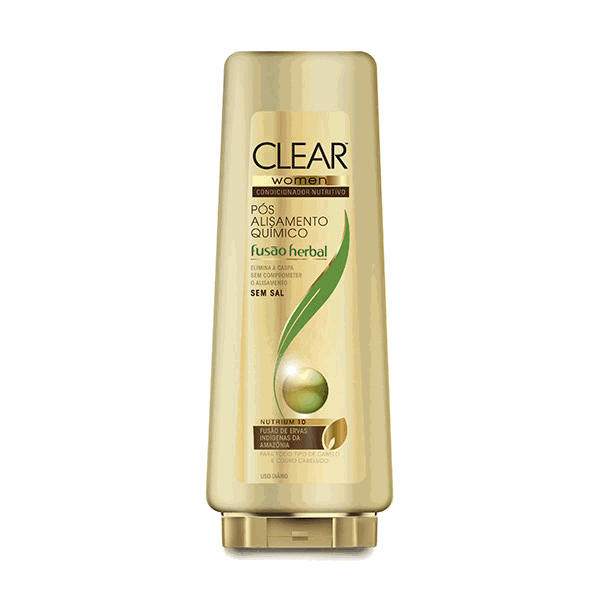 CLEAR
women
CONDICIONADOR NUTRITIVO
PÓS
ALISAMENTO
QUÍMICO
fusão herbal
ELIMINA A CASPA
SEM COMPROMETER
O ALISAMENTO
SEM SAL
NUTRIUM 10
FUSÃO DE ERVAS
INDÍGENAS DA
AMAZÔNIA
PARA TODO TIPO DE CABELO
E COURO CABELUDO
USO DIÁRIO